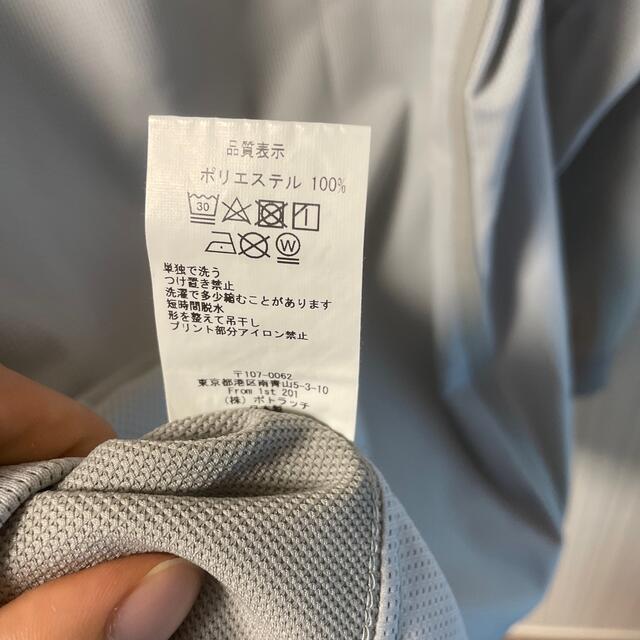 品質表示
ポリエステル 100%
30
W
単独で洗う
つけ置き禁止
洗濯で多少縮むことがあります
短時間脱水
形を整えて吊干し
プリント部分アイロン禁止
〒107-0062
東京都港区南青山5-3-10
From 1st 201
(株) ポトラッチ